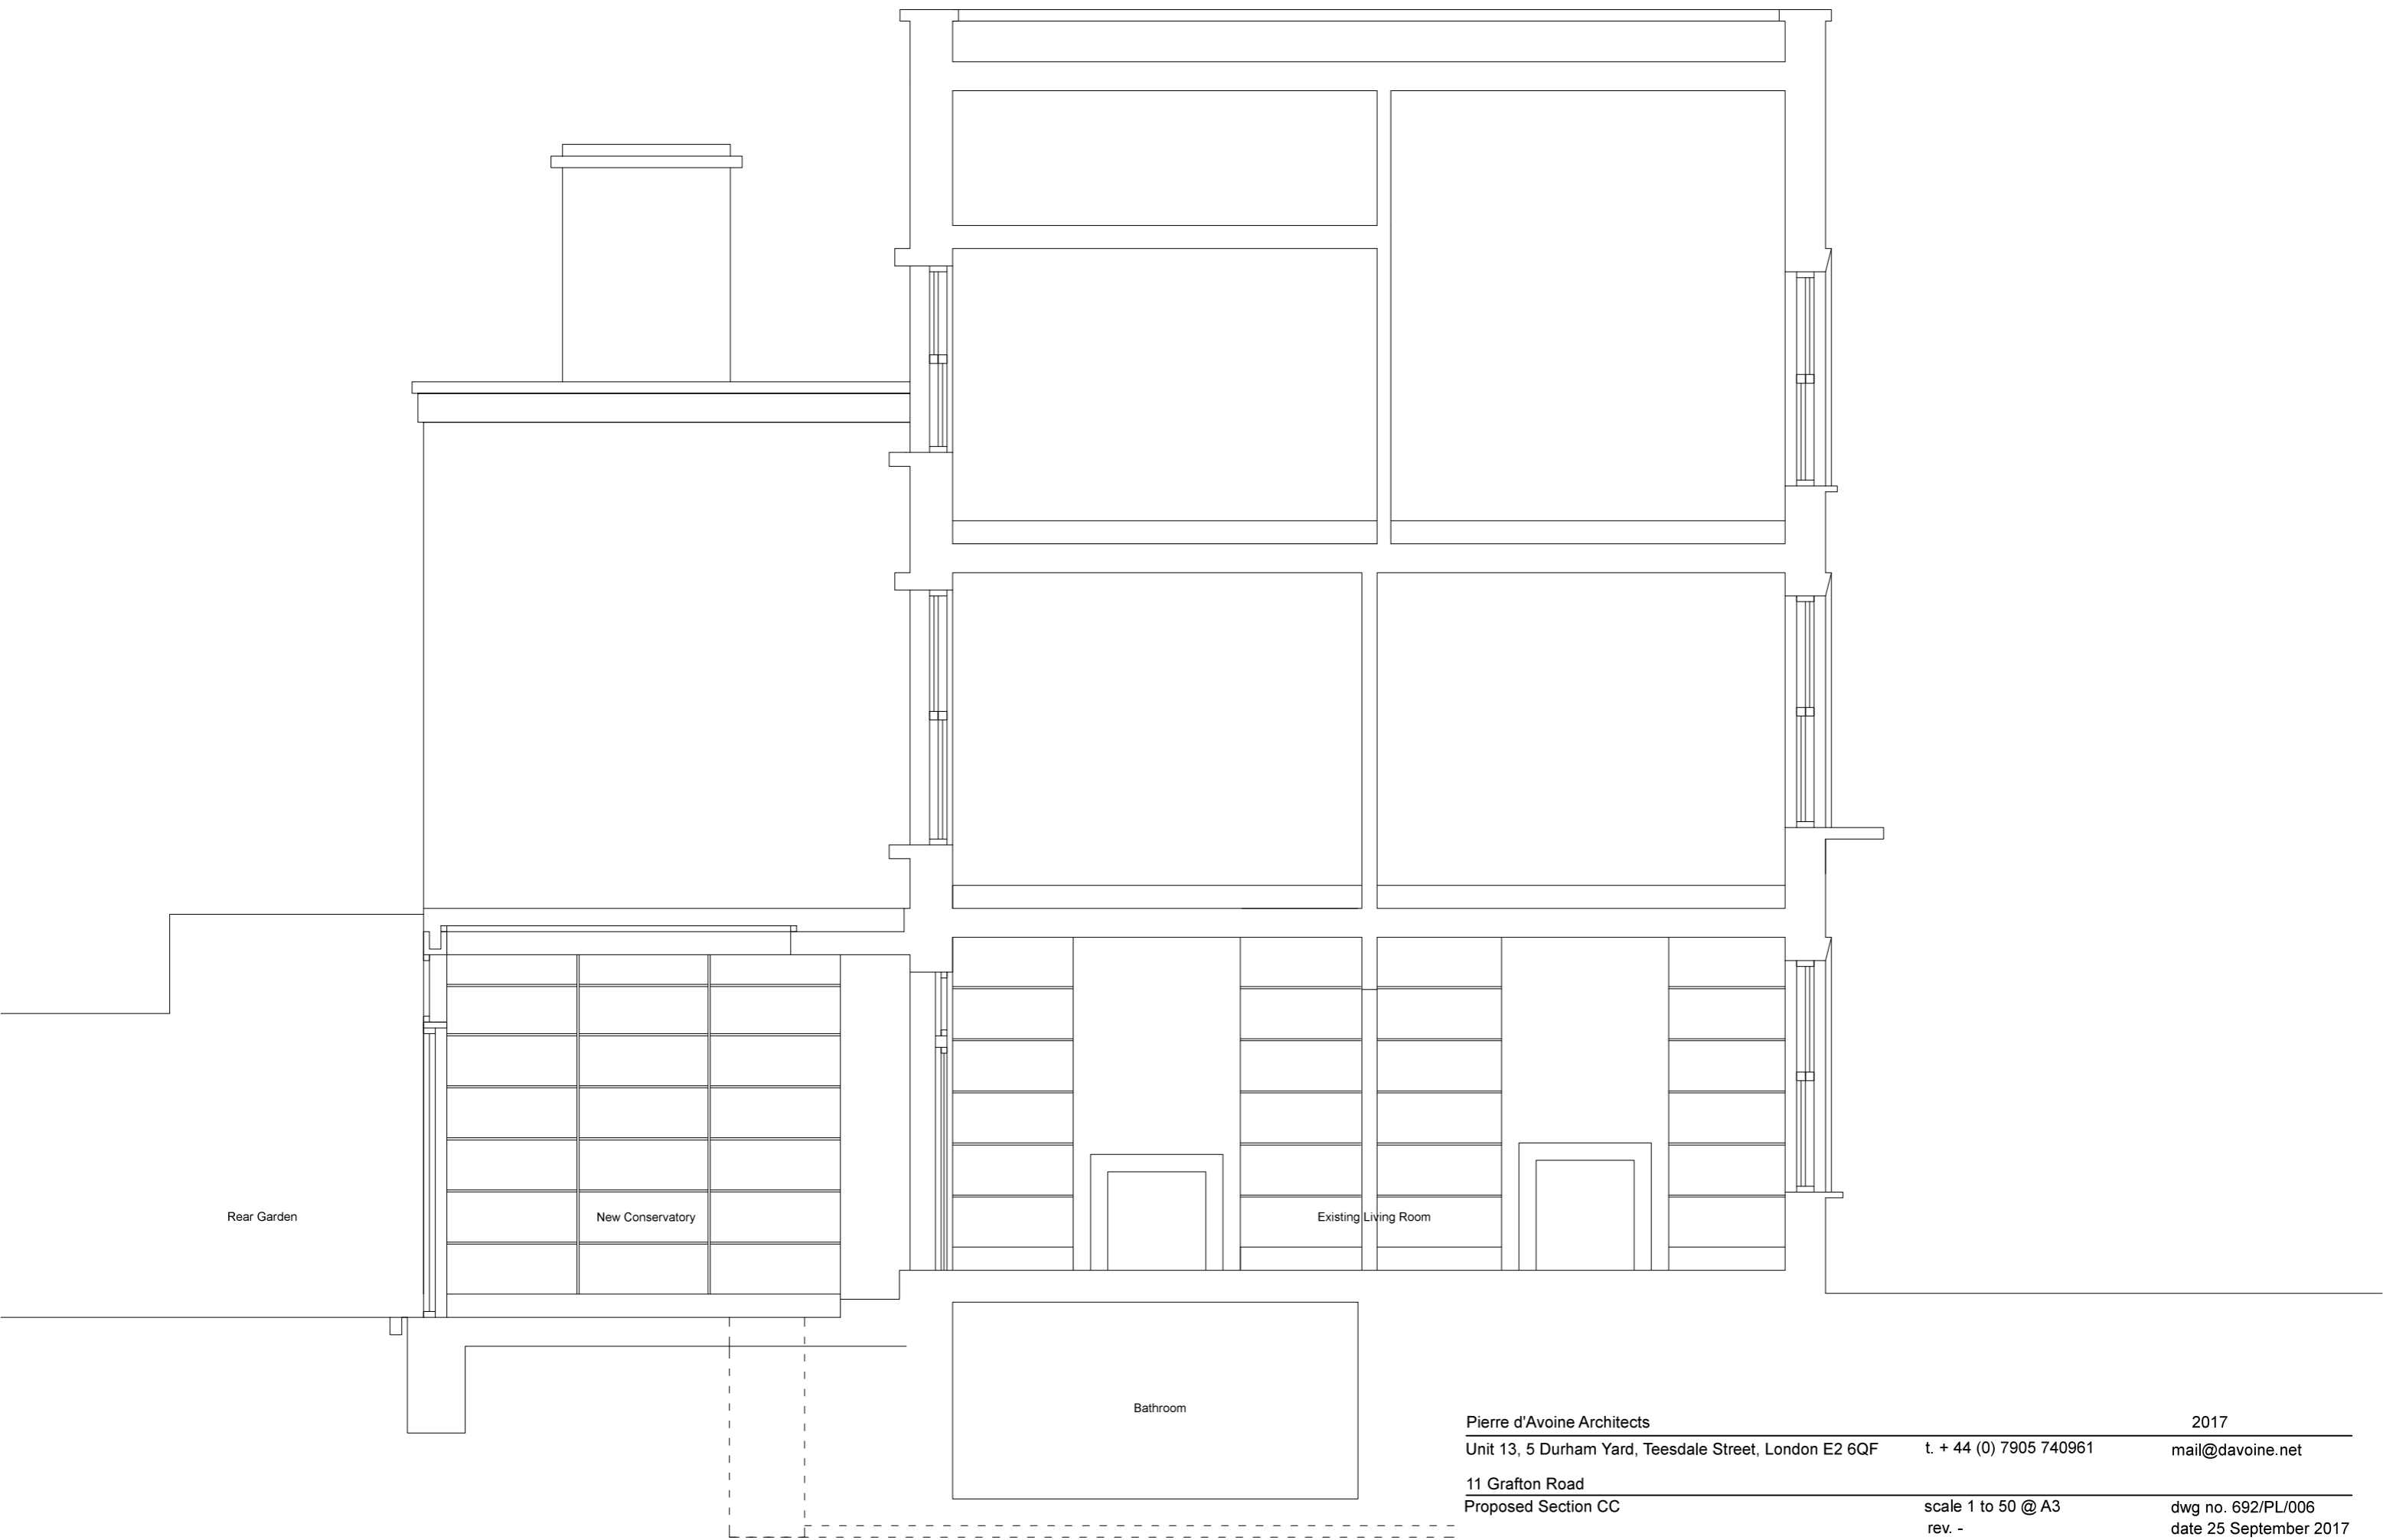 Rear Garden
New Conservatory
Existing Living Room
Bathroom
Pierre d'Avoine Architects 2017
Unit 13, 5 Durham Yard, Teesdale Street, London E2 6QF t. + 44 (0) 7905 740961 mail@davoine.net
11 Grafton Road
Proposed Section CC scale 1 to 50 @ A3 dwg no. 692/PL/006
rev. - date 25 September 2017